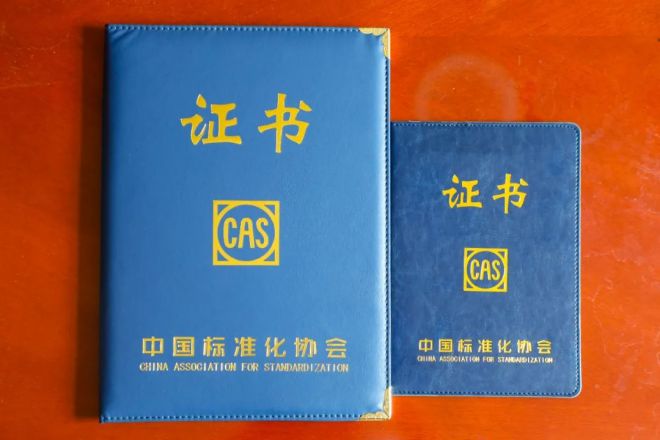 证书
CAS
中国标准化协会
CHINA ASSOCIATION FOR STANDARDIZATION
证书
CAS
中国标准化协会
CHINA ASSOCIATION FOR STANDARDIZATION